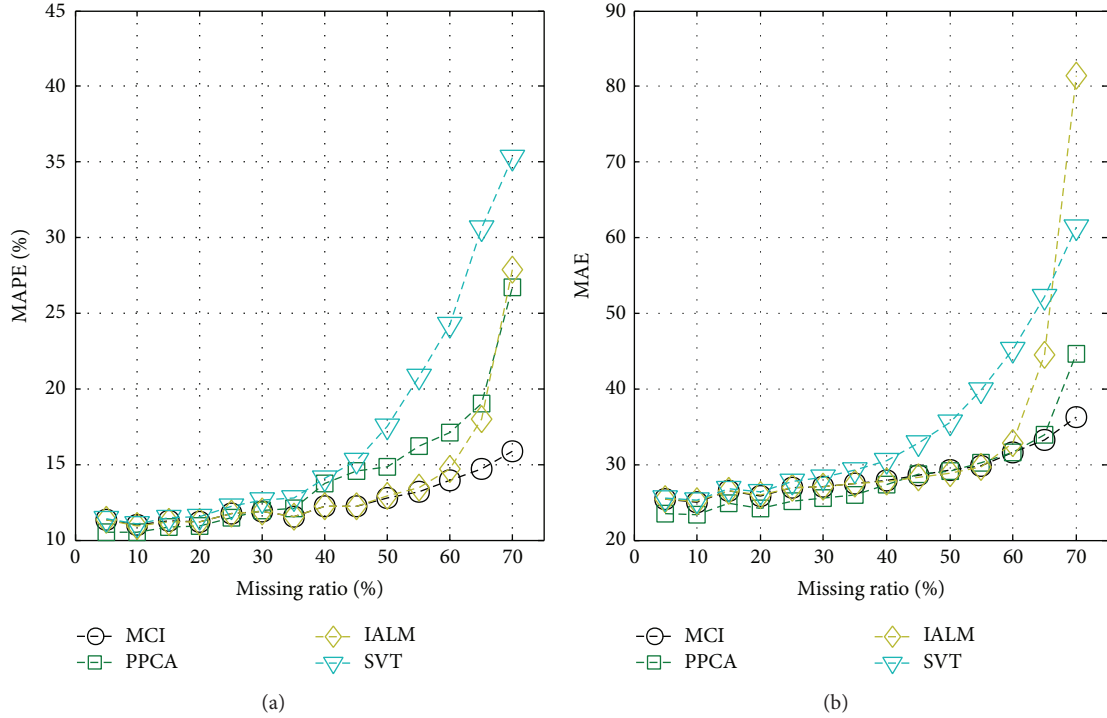 45
40
35
30
25
20
15
10
MAPE (%)
0 10 20 30 40 50 60 70
Missing ratio (%)
MCI
PPCA
IALM
SVT
(a)
90
80
70
60
50
40
30
20
MAE
0 10 20 30 40 50 60 70
Missing ratio (%)
MCI
PPCA
IALM
SVT
(b)